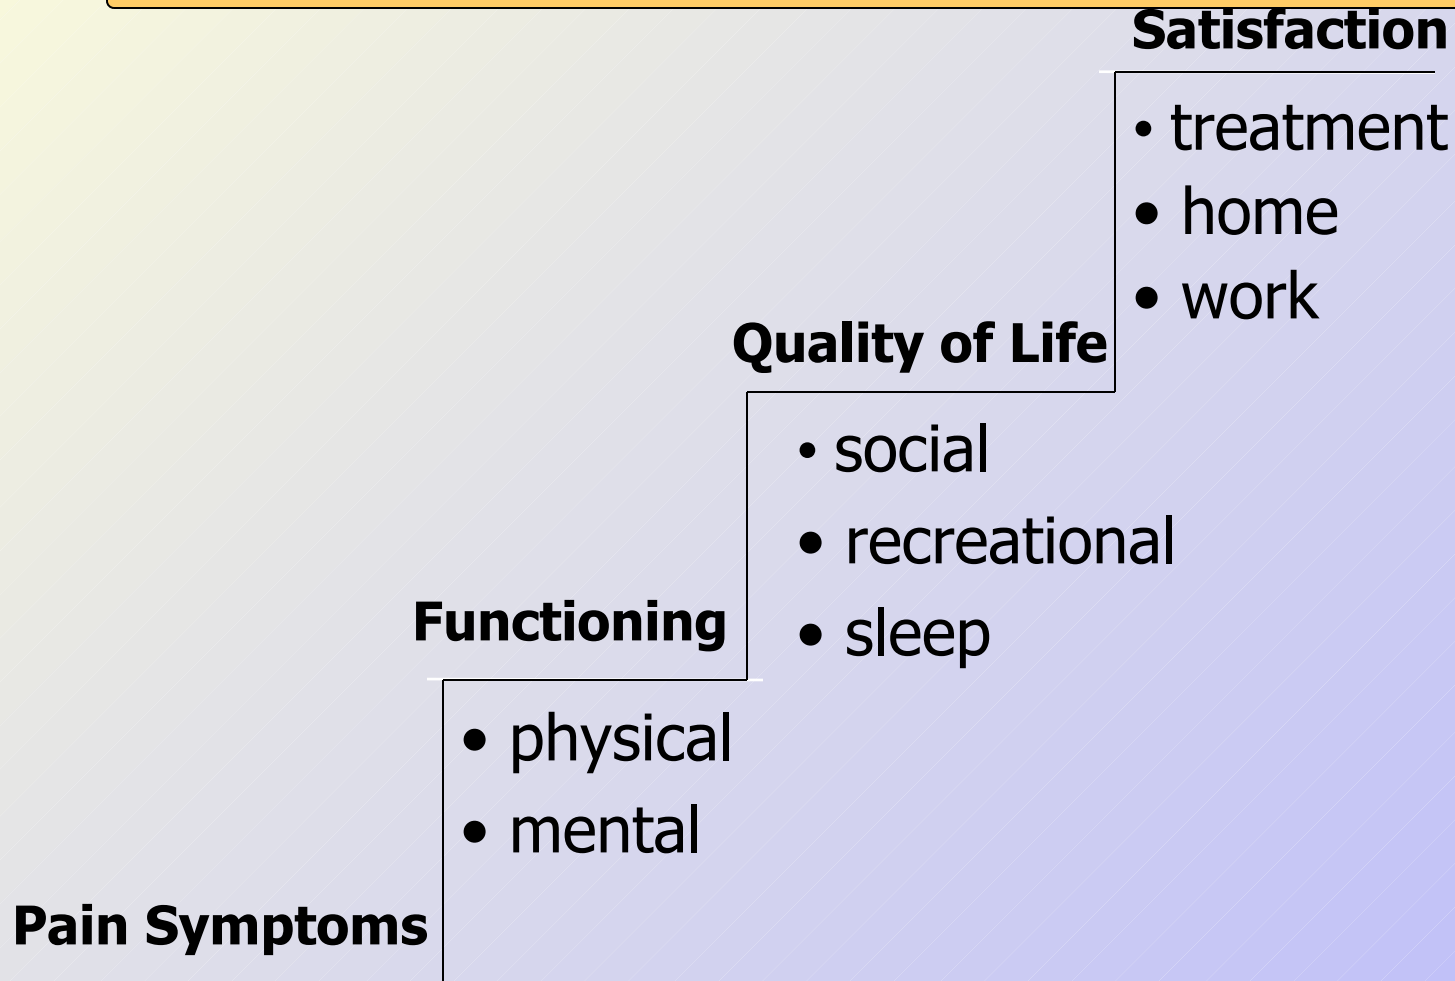 Satisfaction
• treatment
• home
• work
Quality of Life
• social
• recreational
• sleep
Functioning
• physical
• mental
Pain Symptoms